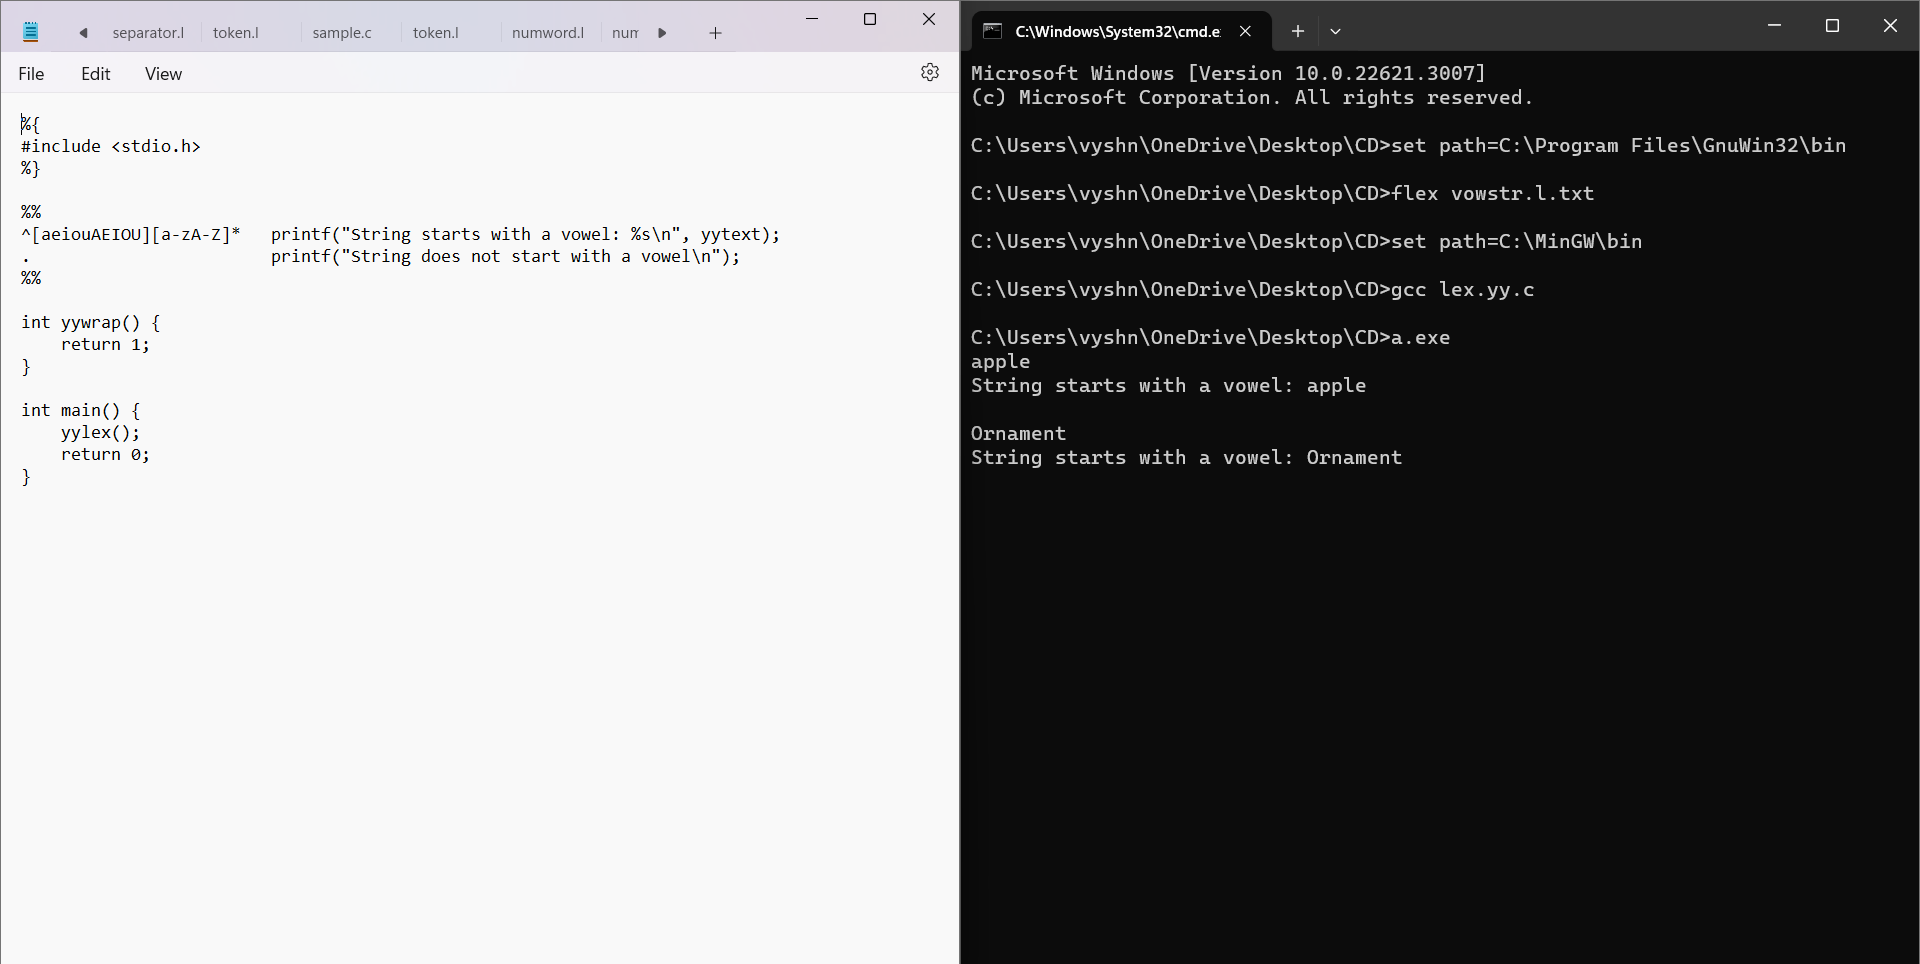 separator.l token.l sample.c token.l numword.l num
File Edit View
%{
#include <stdio.h>
%}
%%
^[aeiouAEIOU][a-zA-Z]*   printf("String starts with a vowel: %s\n", yytext);
.                        printf("String does not start with a vowel\n");
%%
int yywrap() {
    return 1;
}
int main() {
    yylex();
    return 0;
}
C:\Windows\System32\cmd.e
Microsoft Windows [Version 10.0.22621.3007]
(c) Microsoft Corporation. All rights reserved.
C:\Users\vyshn\OneDrive\Desktop\CD>set path=C:\Program Files\GnuWin32\bin
C:\Users\vyshn\OneDrive\Desktop\CD>flex vowstr.l.txt
C:\Users\vyshn\OneDrive\Desktop\CD>set path=C:\MinGW\bin
C:\Users\vyshn\OneDrive\Desktop\CD>gcc lex.yy.c
C:\Users\vyshn\OneDrive\Desktop\CD>a.exe
apple
String starts with a vowel: apple
Ornament
String starts with a vowel: Ornament